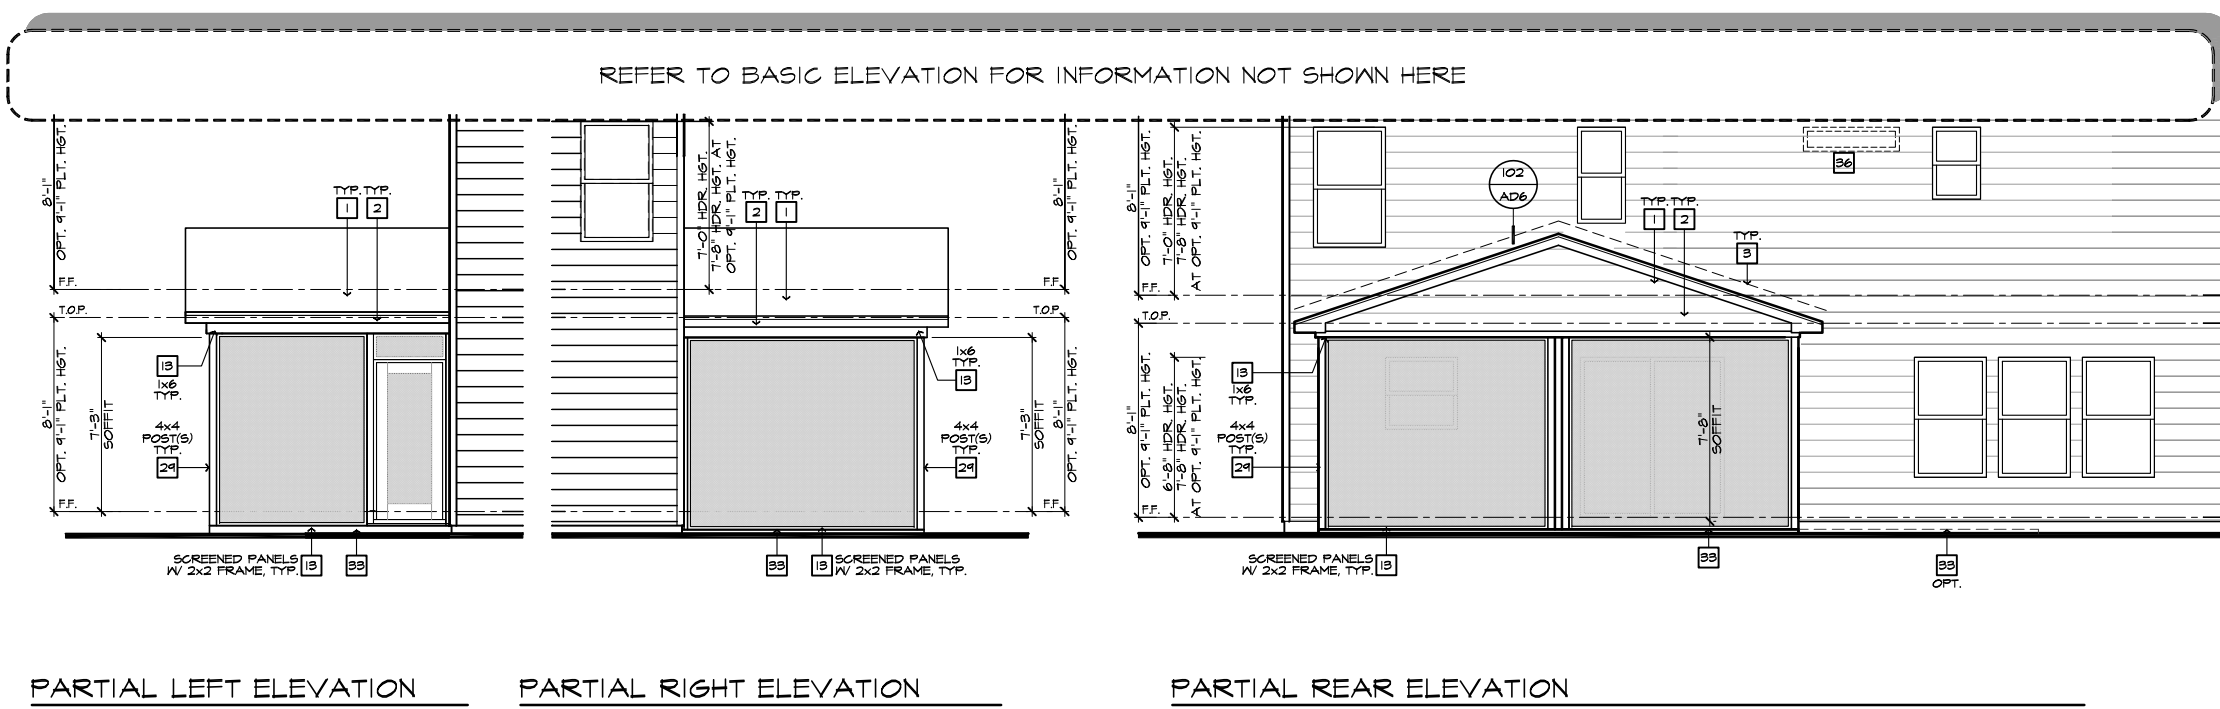 REFER TO BASIC ELEVATION FOR INFORMATION NOT SHOWN HERE
8'-1"
OPT. 9'-1" PLT. HGT.
TYP. TYP.
1 2
F.F.
T.O.P.
8'-1"
OPT. 9'-1" PLT. HGT.
7'-3"
SOFFIT
13
1x6
TYP.
4x4
POST(S)
TYP.
29
F.F.
SCREENED PANELS
W/ 2x2 FRAME, TYP.
13
33
PARTIAL LEFT ELEVATION
7'-0" HDR. HGT.
7'-8" HDR. HGT. AT
OPT. 9'-1" PLT. HGT.
TYP. TYP.
2 1
8'-1"
OPT. 9'-1" PLT. HGT.
F.F.
T.O.P.
1x6
TYP.
13
4x4
POST(S)
TYP.
29
7'-3"
SOFFIT
8'-1"
OPT. 9'-1" PLT. HGT.
F.F.
33
13
SCREENED PANELS
W/ 2x2 FRAME, TYP.
PARTIAL RIGHT ELEVATION
8'-1"
OPT. 9'-1" PLT. HGT.
7'-0" HDR. HGT.
7'-8" HDR. HGT.
AT OPT. 9'-1" PLT. HGT.
102
AD6
36
TYP. TYP.
1 2
TYP.
3
F.F.
T.O.P.
8'-1"
OPT. 9'-1" PLT. HGT.
6'-8" HDR. HGT.
7'-8" HDR. HGT.
AT OPT. 9'-1" PLT. HGT.
13
1x6
TYP.
4x4
POST(S)
TYP.
29
7'-8"
SOFFIT
F.F.
SCREENED PANELS
W/ 2x2 FRAME, TYP.
13
33
33
OPT.
PARTIAL REAR ELEVATION